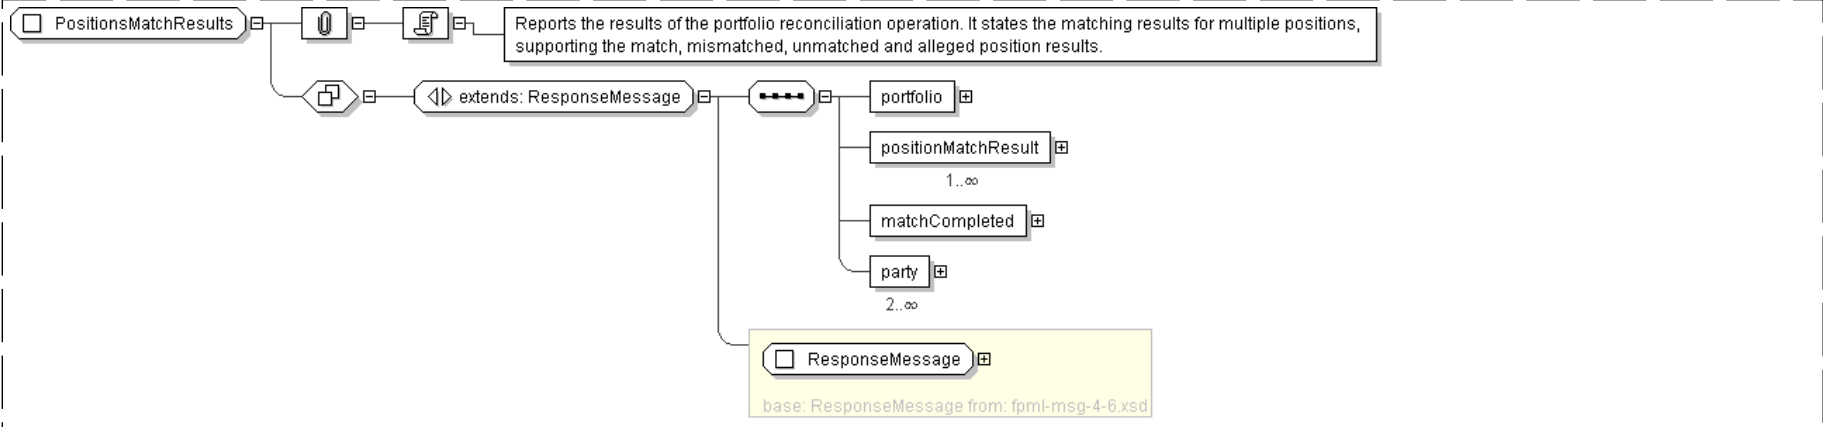 PositionsMatchResults
Reports the results of the portfolio reconciliation operation. It states the matching results for multiple positions,
supporting the match, mismatched, unmatched and alleged position results.
extends: ResponseMessage
portfolio
positionMatchResult
1..∞
matchCompleted
party
2..∞
ResponseMessage
base: ResponseMessage from: fpml-msg-4-6.xsd